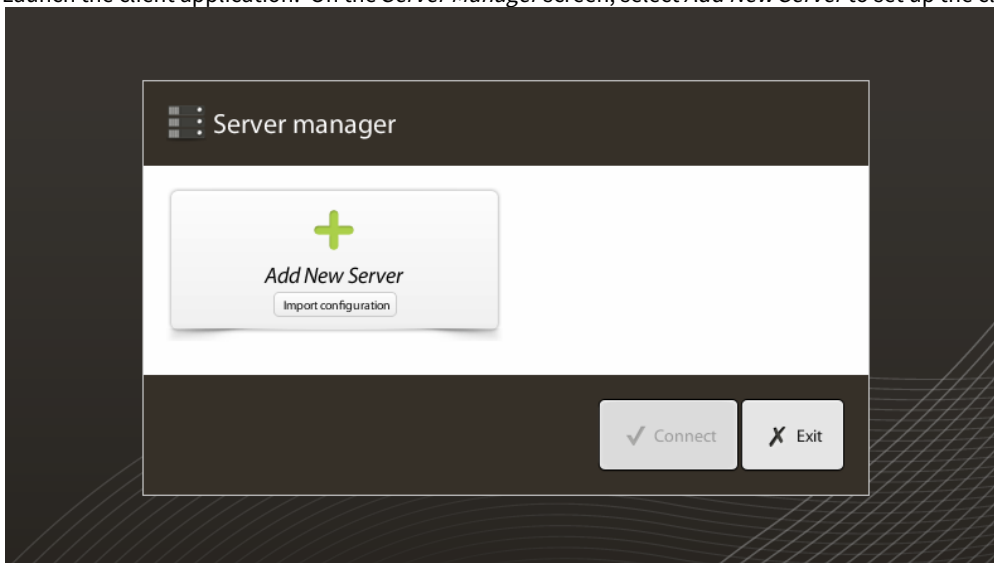 Launch the client application. On the Server Manager screen, select Add New Server to set up the
Server manager
Add New Server
Import configuration
Connect
Exit